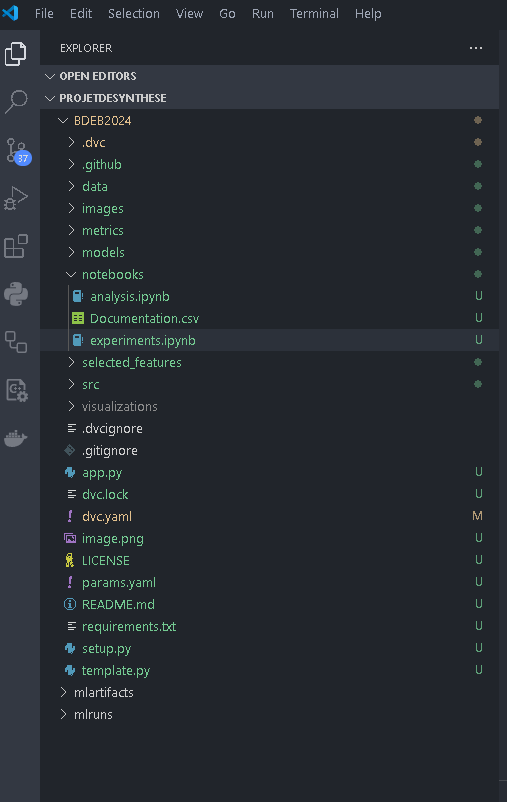 File Edit Selection View Go Run Terminal Help
EXPLORER ...
OPEN EDITORS
PROJETDESYNTHESE
BDEB2024
.dvc
37
.github
data
images
metrics
models
notebooks
analysis.ipynb U
Documentation.csv U
experiments.ipynb U
selected_features
src
visualizations
.dvcignore
.gitignore
app.py U
dvc.lock U
! dvc.yaml M
image.png U
LICENSE U
! params.yaml U
README.md U
requirements.txt U
setup.py U
template.py U
mlartifacts
mlruns